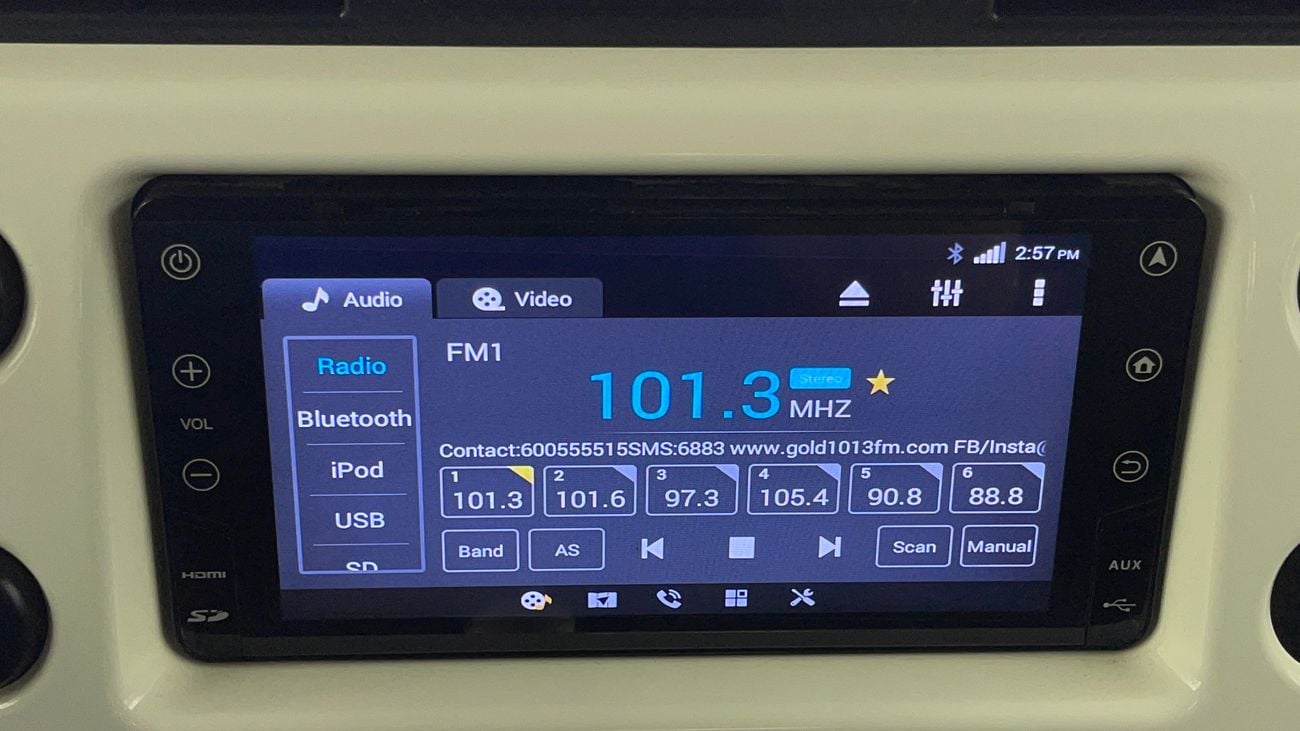 2:57 PM
Audio Video
Radio
Bluetooth
iPod
USB
SD
FM1
101.3 Stereo
MHZ
Contact:600555515SMS:6883 www.gold1013fm.com FB/Insta@
1 101.3 2 101.6 3 97.3 4 105.4 5 90.8 6 88.8
Band AS Scan Manual
VOL
HDMI
SD
AUX